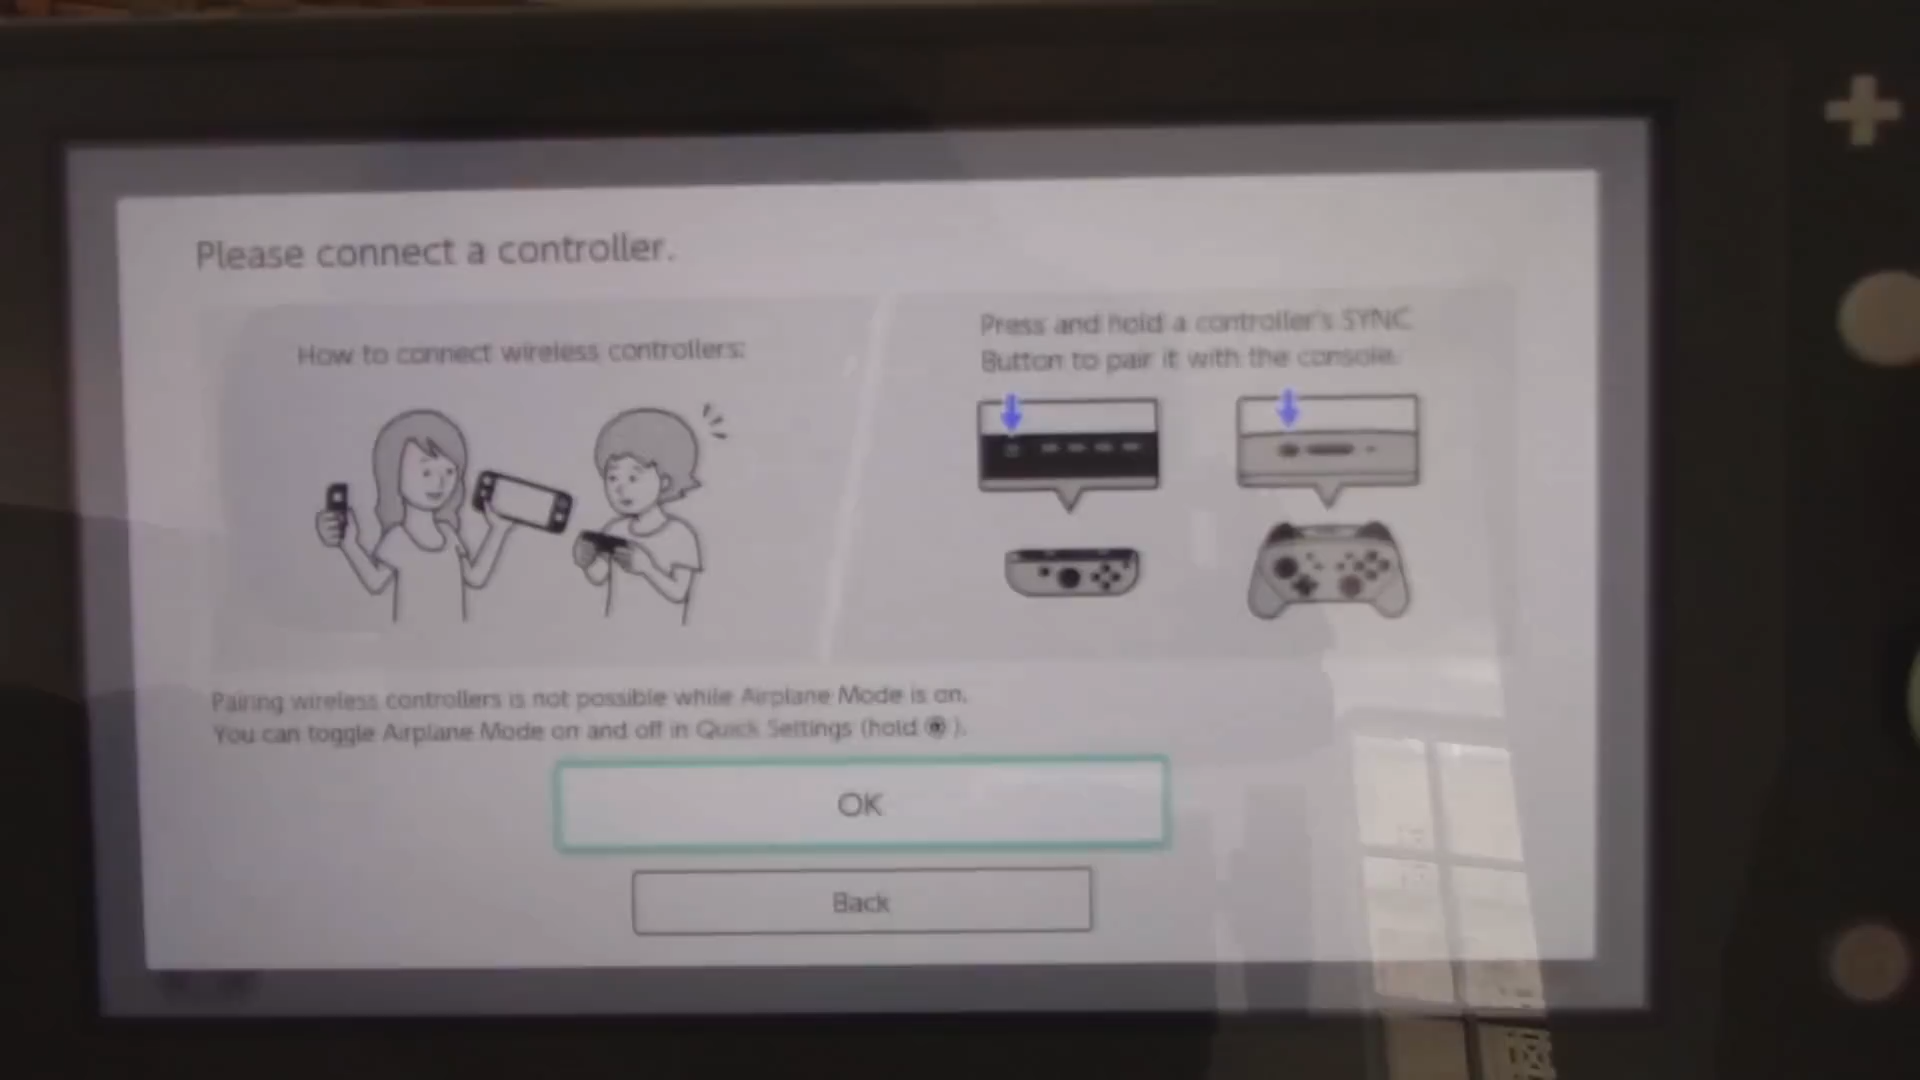 Please connect a controller.
How to connect wireless controllers:
Press and hold a controller's SYNC
Button to pair it with the console.
Pairing wireless controllers is not possible while Airplane Mode is on.
You can toggle Airplane Mode on and off in Quick Settings (hold ).
OK
Back